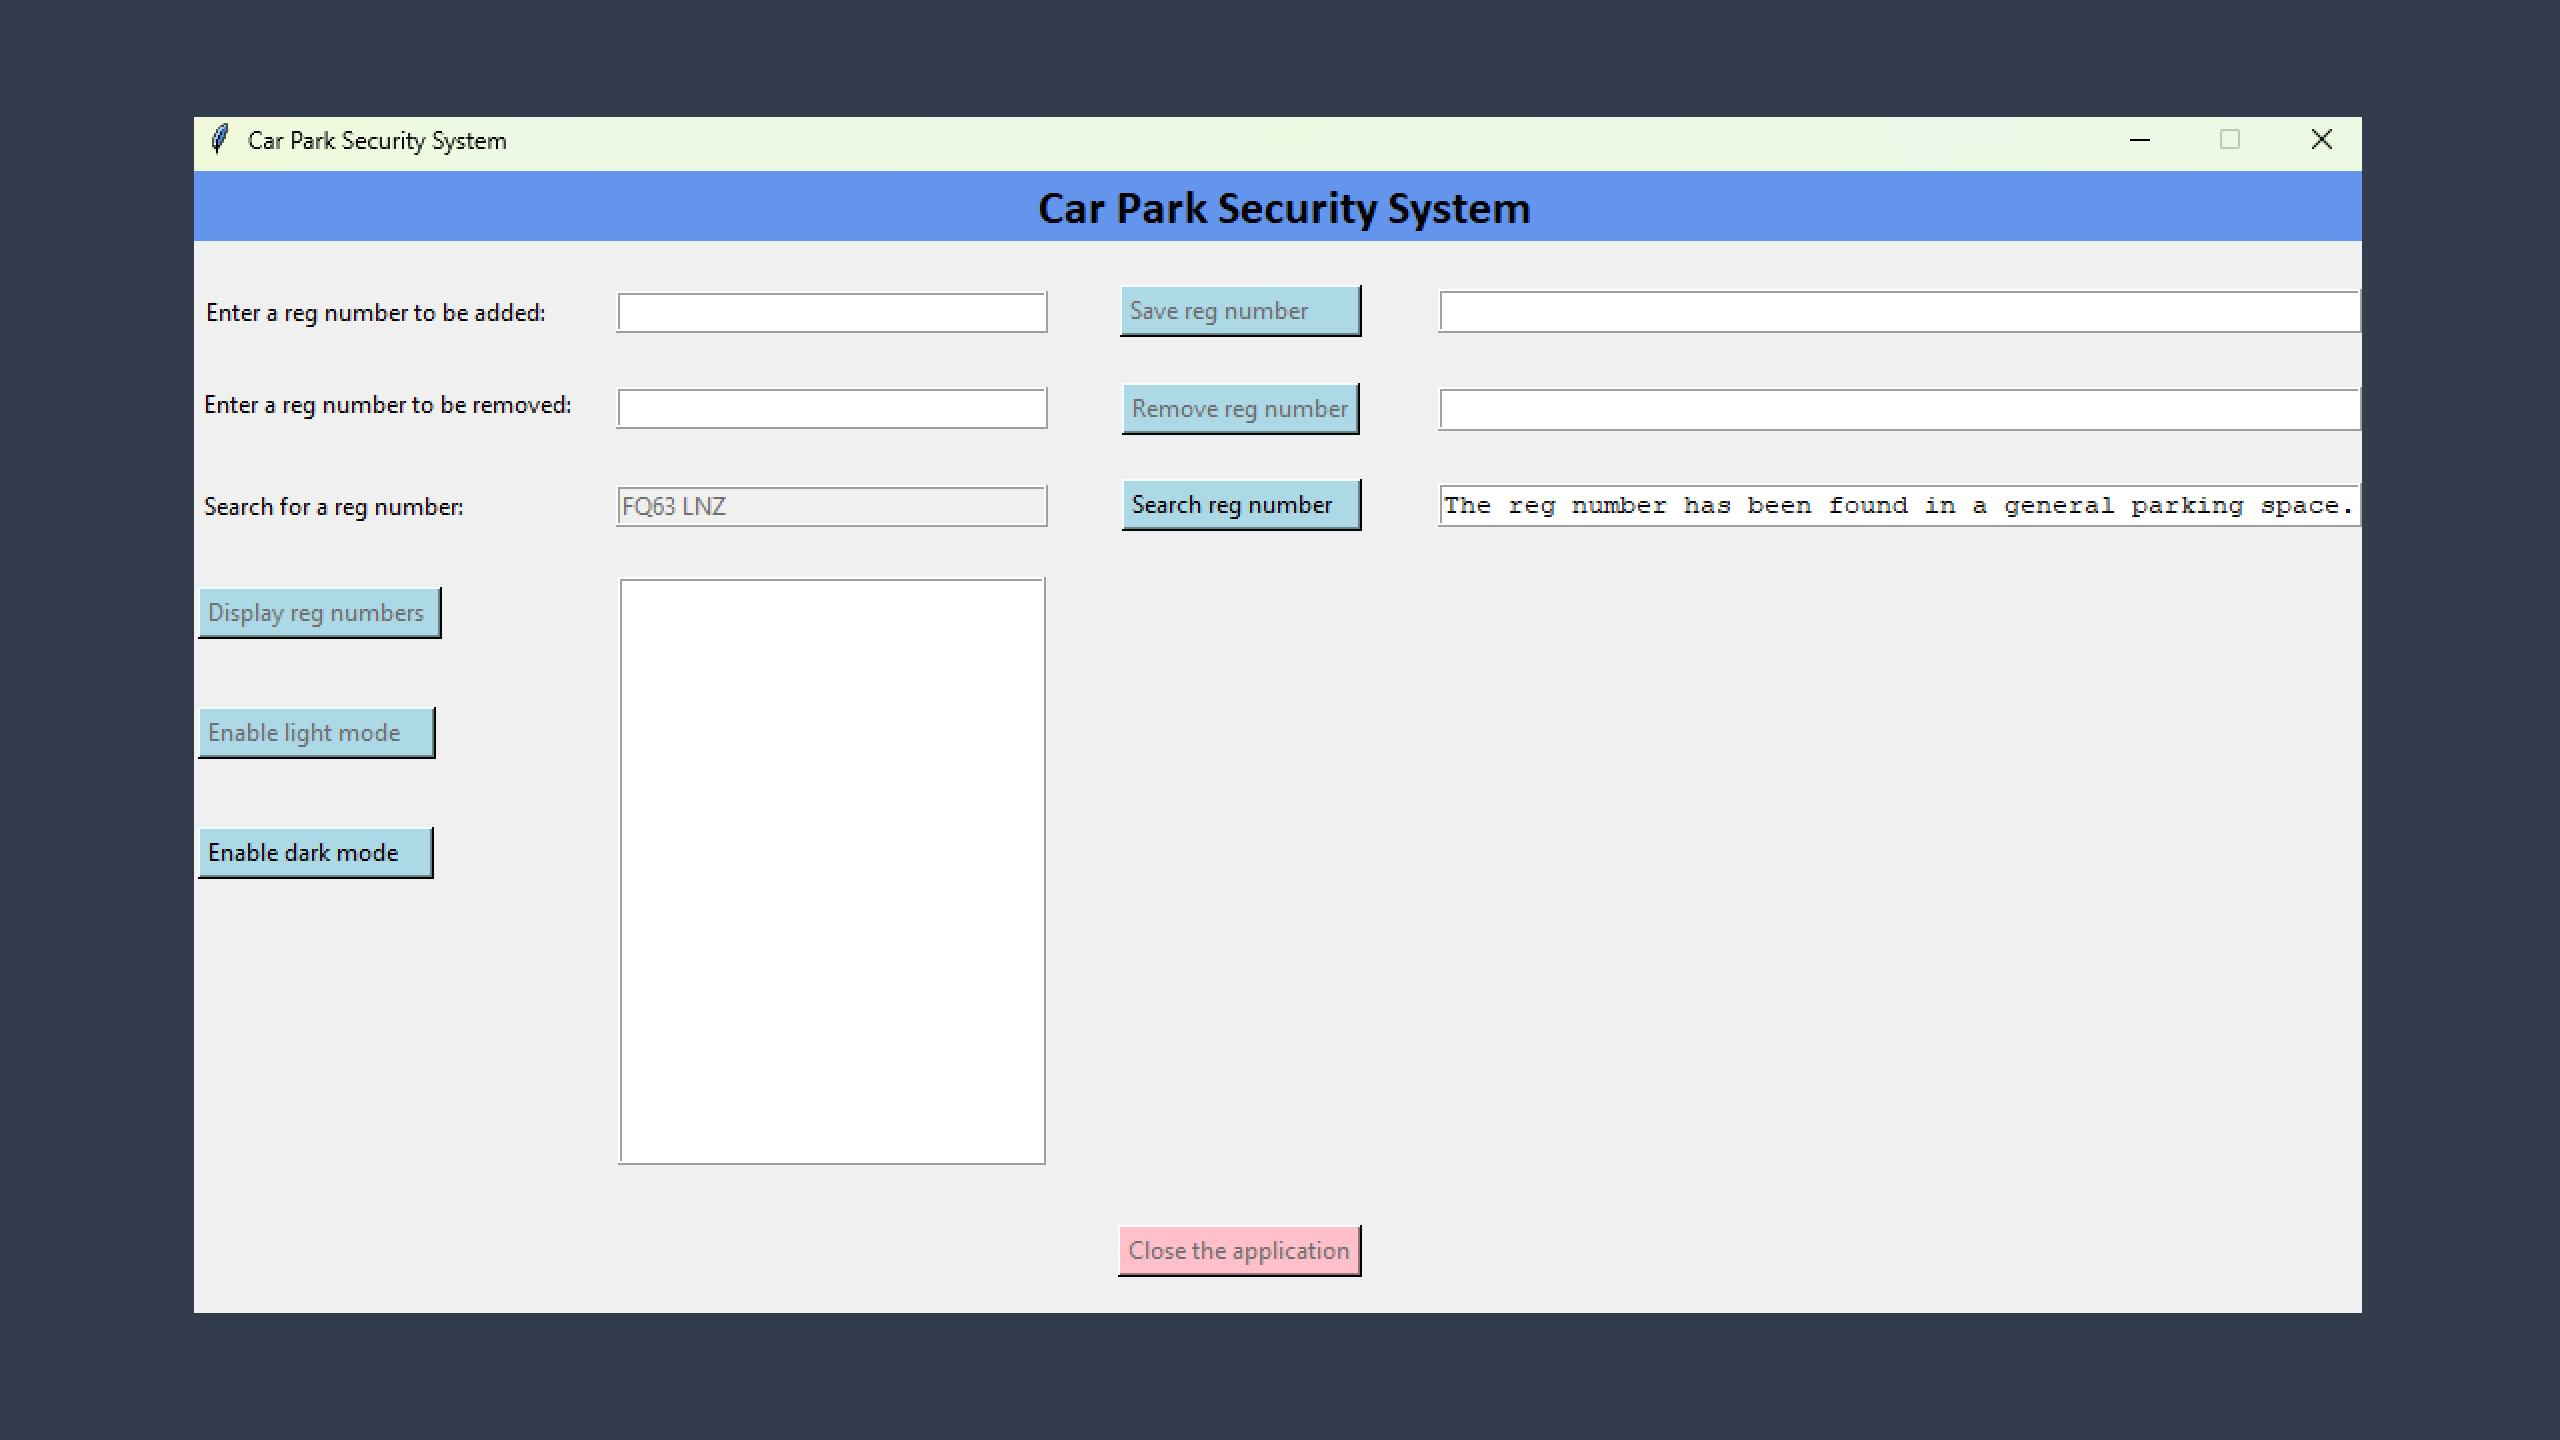 Car Park Security System
Car Park Security System
Enter a reg number to be added:
Save reg number
Enter a reg number to be removed:
Remove reg number
Search for a reg number:
FQ63 LNZ
Search reg number
The reg number has been found in a general parking space.
Display reg numbers
Enable light mode
Enable dark mode
Close the application